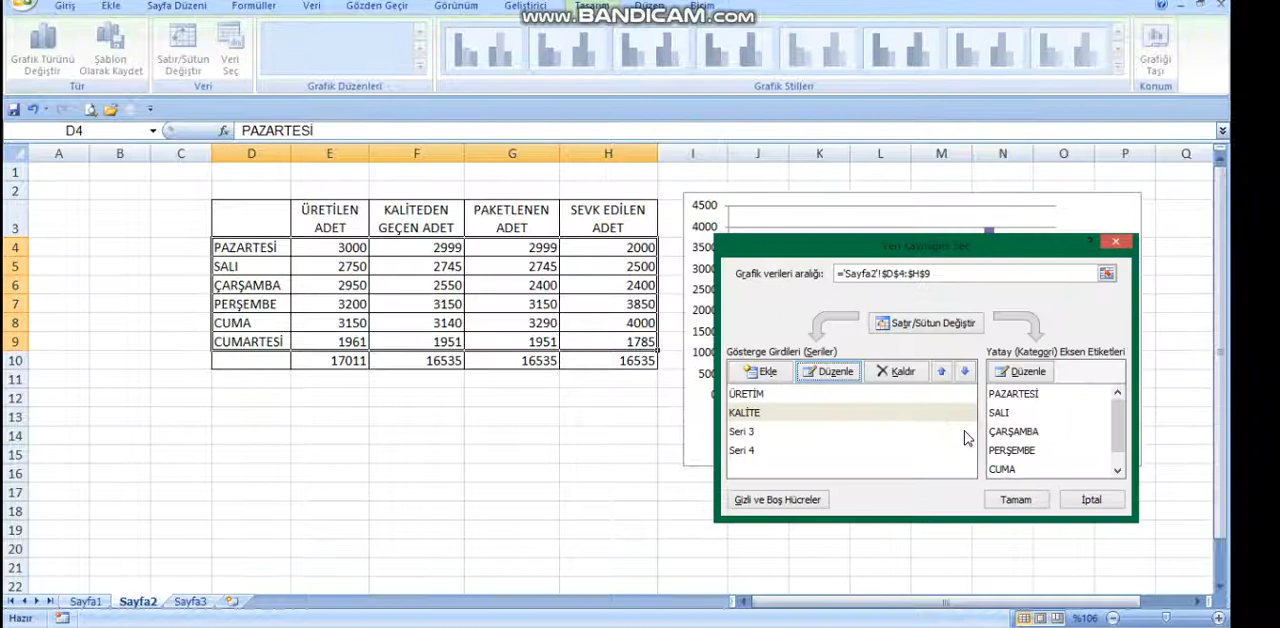 Giriş Ekle Sayfa Düzeni Formüller Veri Gözden Geçir Görünüm Geliştirici Tasarım Düzen Biçim
www.BANDICAM.com
Grafik Türünü Değiştir
Şablon Olarak Kaydet
Satır/Sütun Değiştir
Veri Seç
Grafiği Taşı
Tür Veri Grafik Düzenleri Grafik Stilleri Konum
D4 fx PAZARTESİ
A B C D E F G H I J K L M N O P Q
1
2
3 ÜRETİLEN ADET KALİTEDEN GEÇEN ADET PAKETLENEN ADET SEVK EDİLEN ADET
4 PAZARTESİ 3000 2999 2999 2000
5 SALI 2750 2745 2745 2500
6 ÇARŞAMBA 2950 2550 2400 2400
7 PERŞEMBE 3200 3150 3150 3850
8 CUMA 3150 3140 3290 4000
9 CUMARTESİ 1961 1951 1951 1785
10 17011 16535 16535 16535
11
12
13
14
15
16
17
18
19
20
21
22
4500
4000
3500
3000
2500
2000
1500
1000
500
Veri Kaynağını Seç
Grafik verileri aralığı: ='Sayfa2'!$D$4:$H$9
Satır/Sütun Değiştir
Gösterge Girdileri (Seriler)
Ekle Düzenle Kaldır
ÜRETİM
KALİTE
Seri 3
Seri 4
Yatay (Kategori) Eksen Etiketleri
Düzenle
PAZARTESİ
SALI
ÇARŞAMBA
PERŞEMBE
CUMA
Gizli ve Boş Hücreler Tamam İptal
Sayfa1 Sayfa2 Sayfa3
Hazır %106